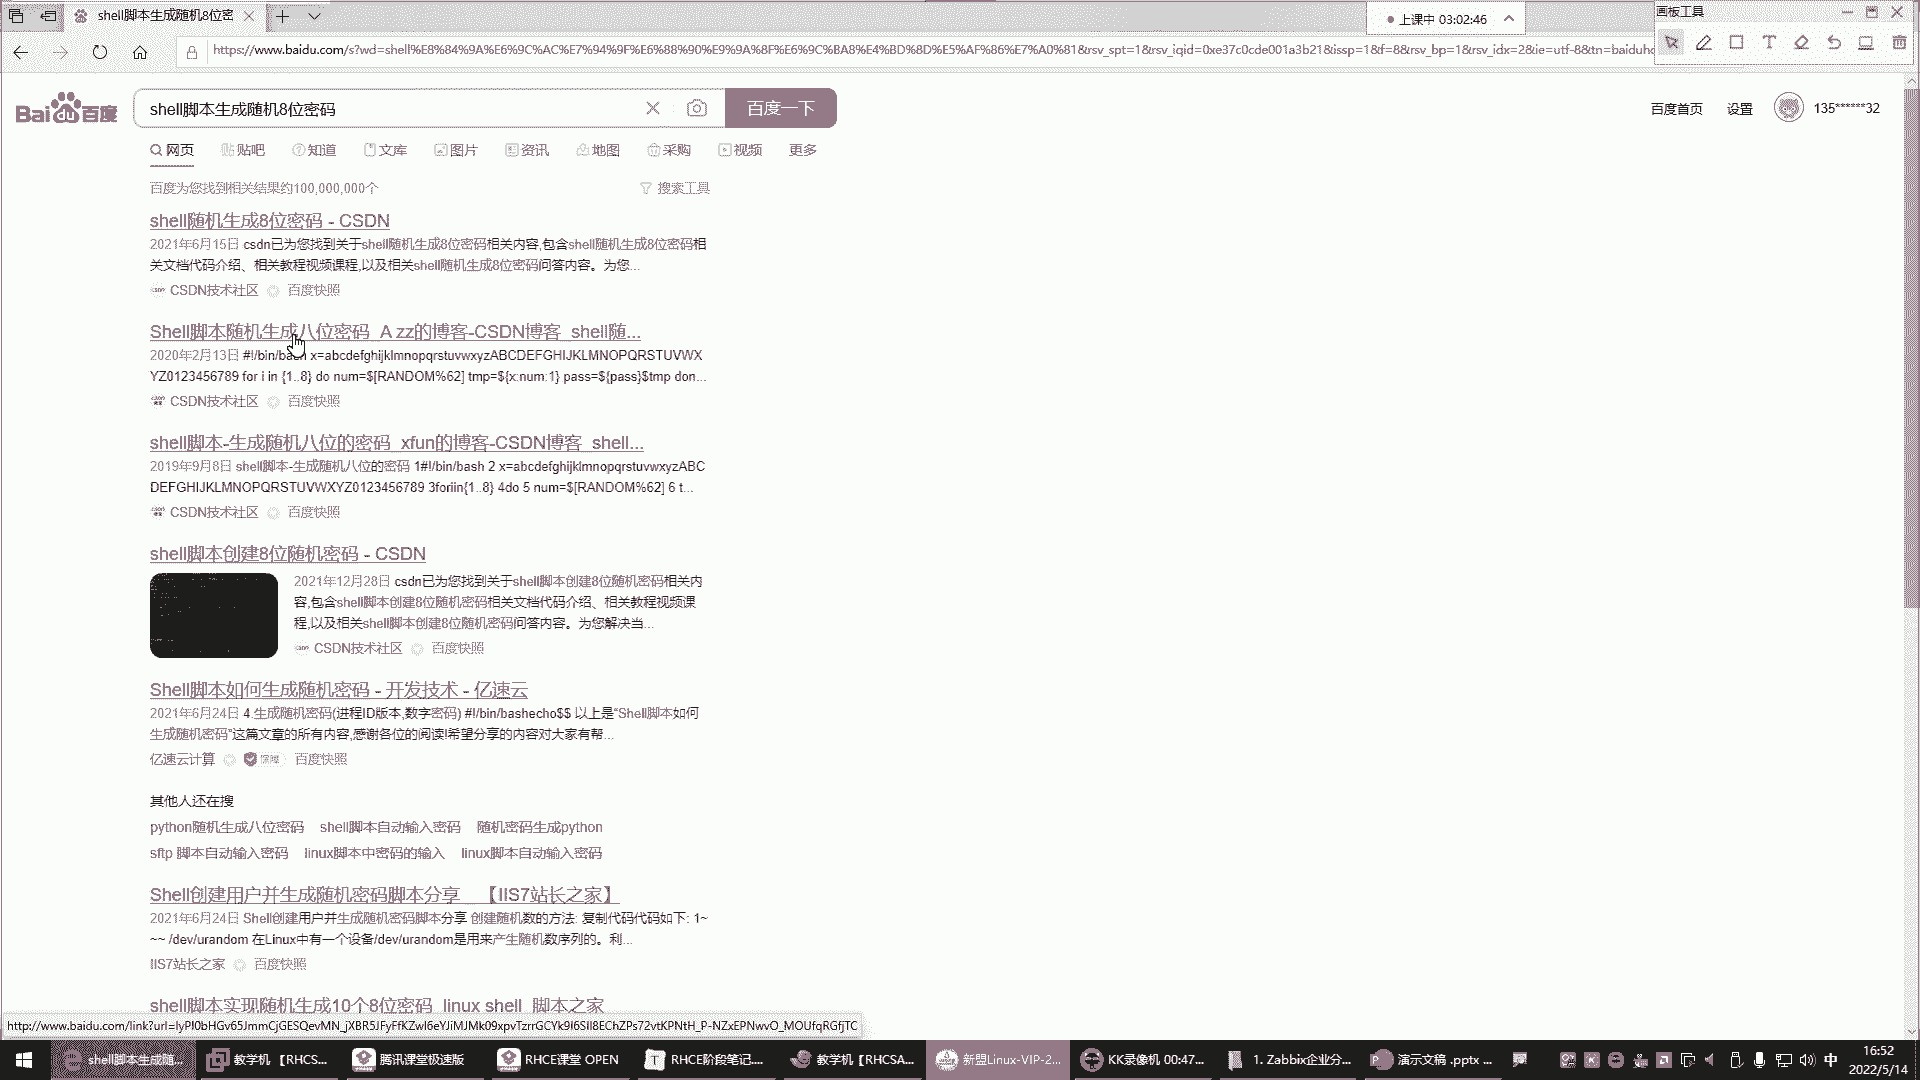 shell脚本生成随机8位密
上课中 03:02:46
画板工具
https://www.baidu.com/s?wd=shell%E8%84%9A%E6%9C%AC%E7%94%9F%E6%88%90%E9%9A%8F%E6%9C%BA8%E4%BD%8D%E5%AF%86%E7%A0%81&rsv_spt=1&rsv_iqid=0xe37c0cde001a3b21&issp=1&f=8&rsv_bp=1&rsv_idx=2&ie=utf-8&tn=baiduhc
Bai du 百度
shell脚本生成随机8位密码
百度一下
百度首页 设置 135******32
网页 贴吧 知道 文库 图片 资讯 地图 采购 视频 更多
百度为您找到相关结果约100,000,000个
搜索工具
shell随机生成8位密码 - CSDN
2021年6月15日 csdn已为您找到关于shell随机生成8位密码相关内容,包含shell随机生成8位密码相
关文档代码介绍、相关教程视频课程,以及相关shell随机生成8位密码问答内容。为您...
CSDN技术社区 百度快照
Shell脚本随机生成八位密码_A zz的博客-CSDN博客_shell随...
2020年2月13日 #!/bin/bash x=abcdefghijklmnopqrstuvwxyzABCDEFGHIJKLMNOPQRSTUVWX
YZ0123456789 for i in {1..8} do num=$[RANDOM%62] tmp=${x:num:1} pass=${pass}$tmp don...
CSDN技术社区 百度快照
shell脚本-生成随机八位的密码_xfun的博客-CSDN博客_shell...
2019年9月8日 shell脚本-生成随机八位的密码 1#!/bin/bash 2 x=abcdefghijklmnopqrstuvwxyzABC
DEFGHIJKLMNOPQRSTUVWXYZ0123456789 3foriin{1..8} 4do 5 num=$[RANDOM%62] 6 t...
CSDN技术社区 百度快照
shell脚本创建8位随机密码 - CSDN
2021年12月28日 csdn已为您找到关于shell脚本创建8位随机密码相关内
容,包含shell脚本创建8位随机密码相关文档代码介绍、相关教程视频课
程,以及相关shell脚本创建8位随机密码问答内容。为您解决当...
CSDN技术社区 百度快照
Shell脚本如何生成随机密码 - 开发技术 - 亿速云
2021年6月24日 4.生成随机密码(进程ID版本,数字密码) #!/bin/bashecho$$ 以上是“Shell脚本如何
生成随机密码”这篇文章的所有内容,感谢各位的阅读!希望分享的内容对大家有帮...
亿速云计算 保障 百度快照
其他人还在搜
python随机生成八位密码 shell脚本自动输入密码 随机密码生成python
sftp 脚本自动输入密码 linux脚本中密码的输入 linux脚本自动输入密码
Shell创建用户并生成随机密码脚本分享_ 【IIS7站长之家】
2021年6月24日 Shell创建用户并生成随机密码脚本分享 创建随机数的方法: 复制代码代码如下: 1~
~~ /dev/urandom 在Linux中有一个设备/dev/urandom是用来产生随机数序列的。利...
IIS7站长之家 百度快照
shell脚本实现随机生成10个8位密码_linux shell_脚本之家
shell脚本生成随...
教学机 【RHCS...
腾讯课堂极速版
RHCE课堂 OPEN
RHCE阶段笔记....
教学机【RHCSA...
新盟Linux-VIP-2...
KK录像机 00:47...
1. Zabbix企业分...
演示文稿 .pptx ...
中
16:52
2022/5/14